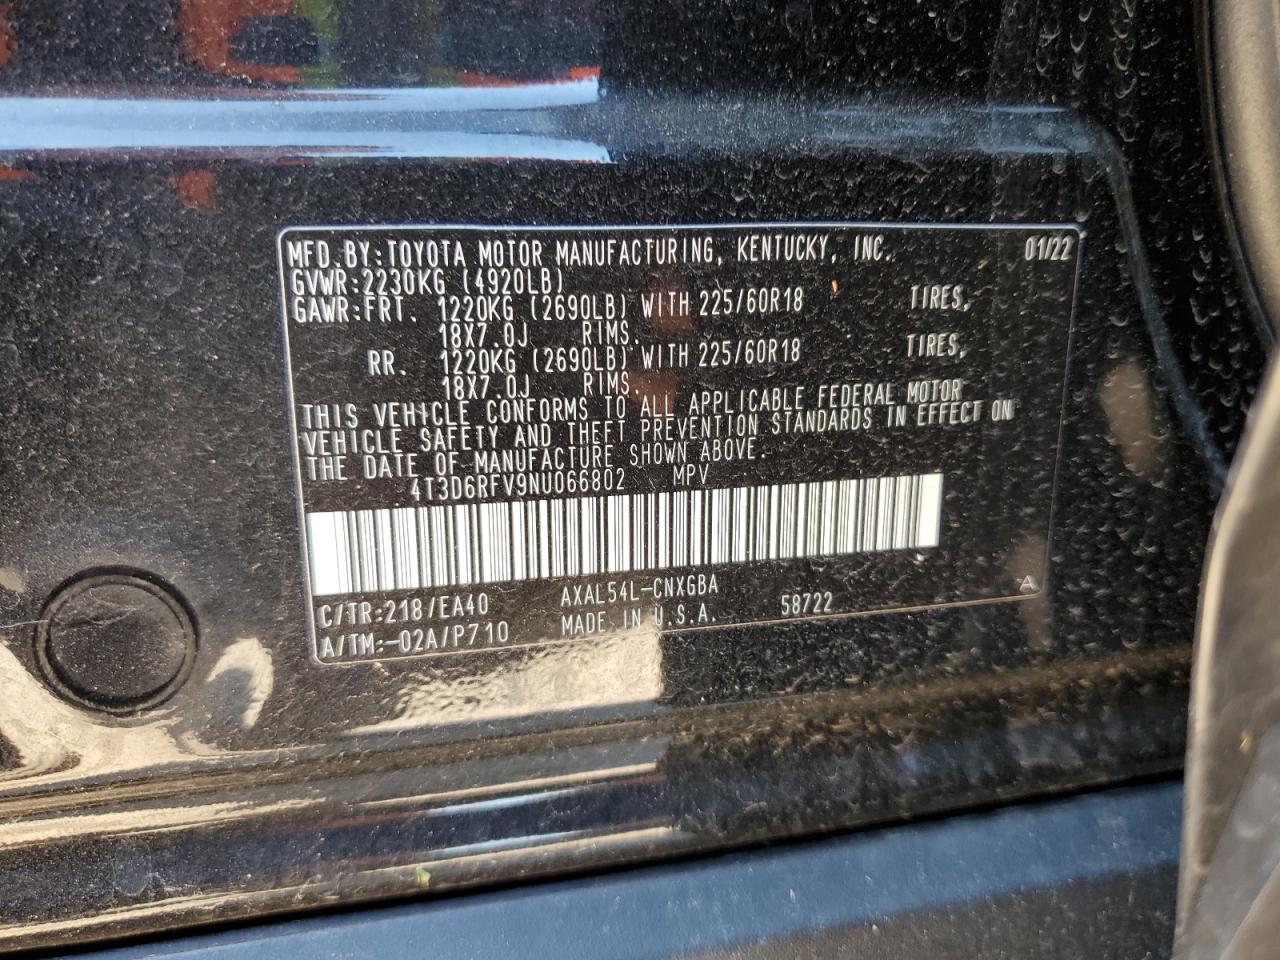 MFD.BY:TOYOTA MOTOR MANUFACTURING, KENTUCKY, INC. 01/22
GVWR:2230KG (4920LB)
GAWR:FRT. 1220KG (2690LB) WITH 225/60R18 TIRES,
18X7.0J RIMS.
RR. 1220KG (2690LB) WITH 225/60R18 TIRES,
18X7.0J RIMS.
THIS VEHICLE CONFORMS TO ALL APPLICABLE FEDERAL MOTOR
VEHICLE SAFETY AND THEFT PREVENTION STANDARDS IN EFFECT ON
THE DATE OF MANUFACTURE SHOWN ABOVE.
4T3D6RFV9NU066802 MPV
C/TR:218/EA40 AXAL54L-CNXGBA A
A/TM:-02A/P710 MADE IN U.S.A. 58722